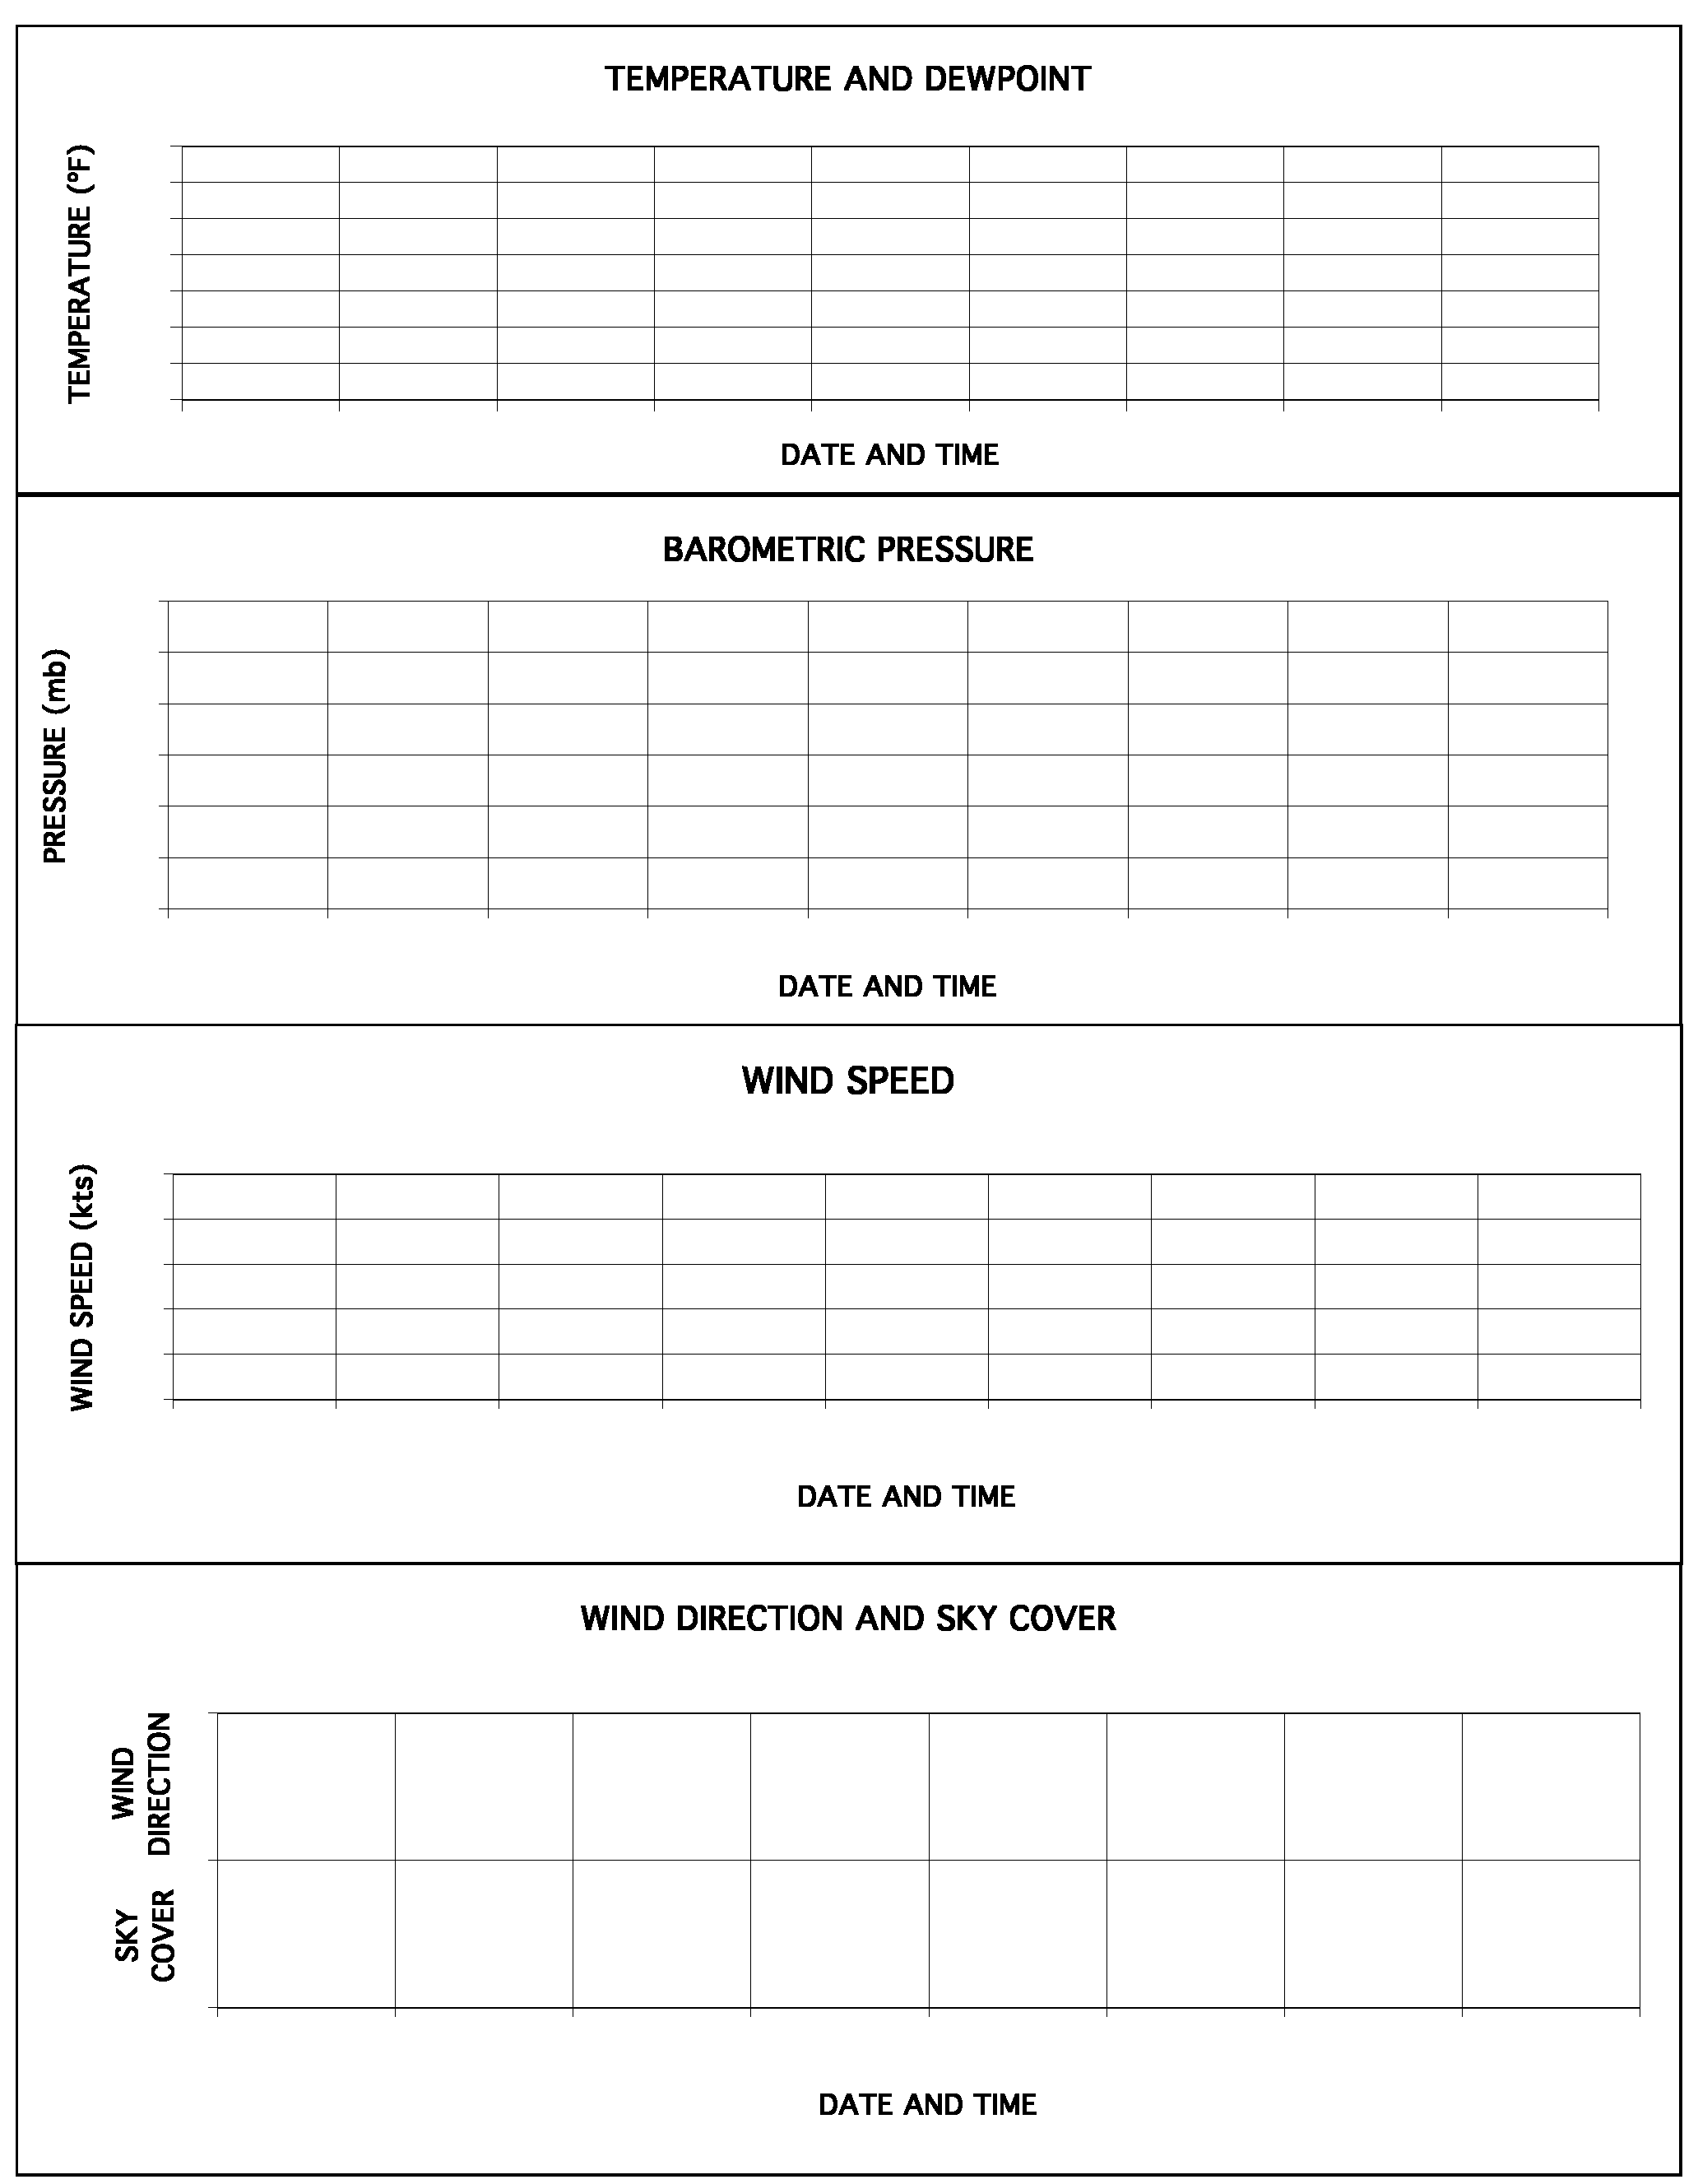 TEMPERATURE AND DEWPOINT
TEMPERATURE (ºF)
DATE AND TIME
BAROMETRIC PRESSURE
PRESSURE (mb)
DATE AND TIME
WIND SPEED
WIND SPEED (kts)
DATE AND TIME
WIND DIRECTION AND SKY COVER
WIND
DIRECTION
SKY
COVER
DATE AND TIME